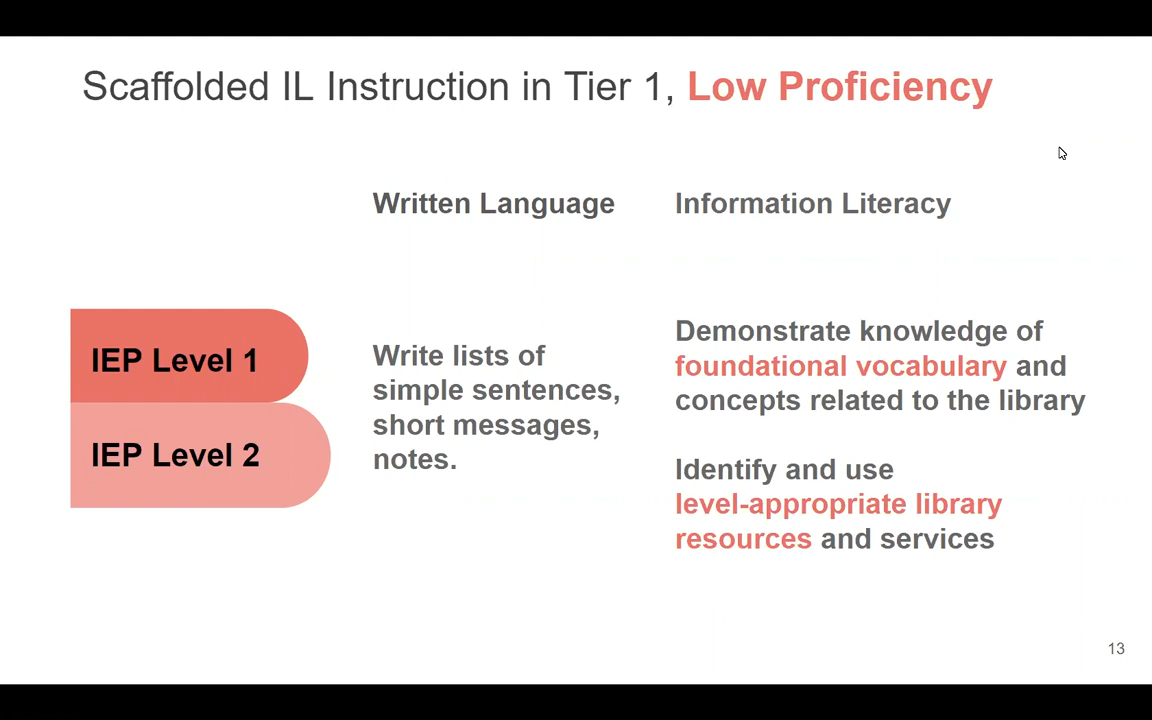 Scaffolded IL Instruction in Tier 1, Low Proficiency
Written Language
Information Literacy
IEP Level 1
IEP Level 2
Write lists of
simple sentences,
short messages,
notes.
Demonstrate knowledge of
foundational vocabulary and
concepts related to the library
Identify and use
level-appropriate library
resources and services
13